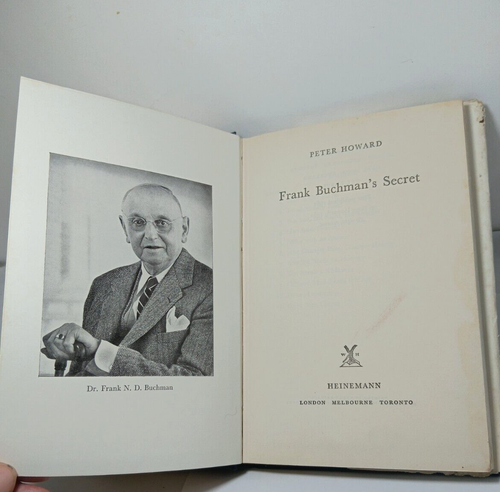 Dr. Frank N. D. Buchman
PETER HOWARD
Frank Buchman's Secret
W H
HEINEMANN
LONDON MELBOURNE TORONTO